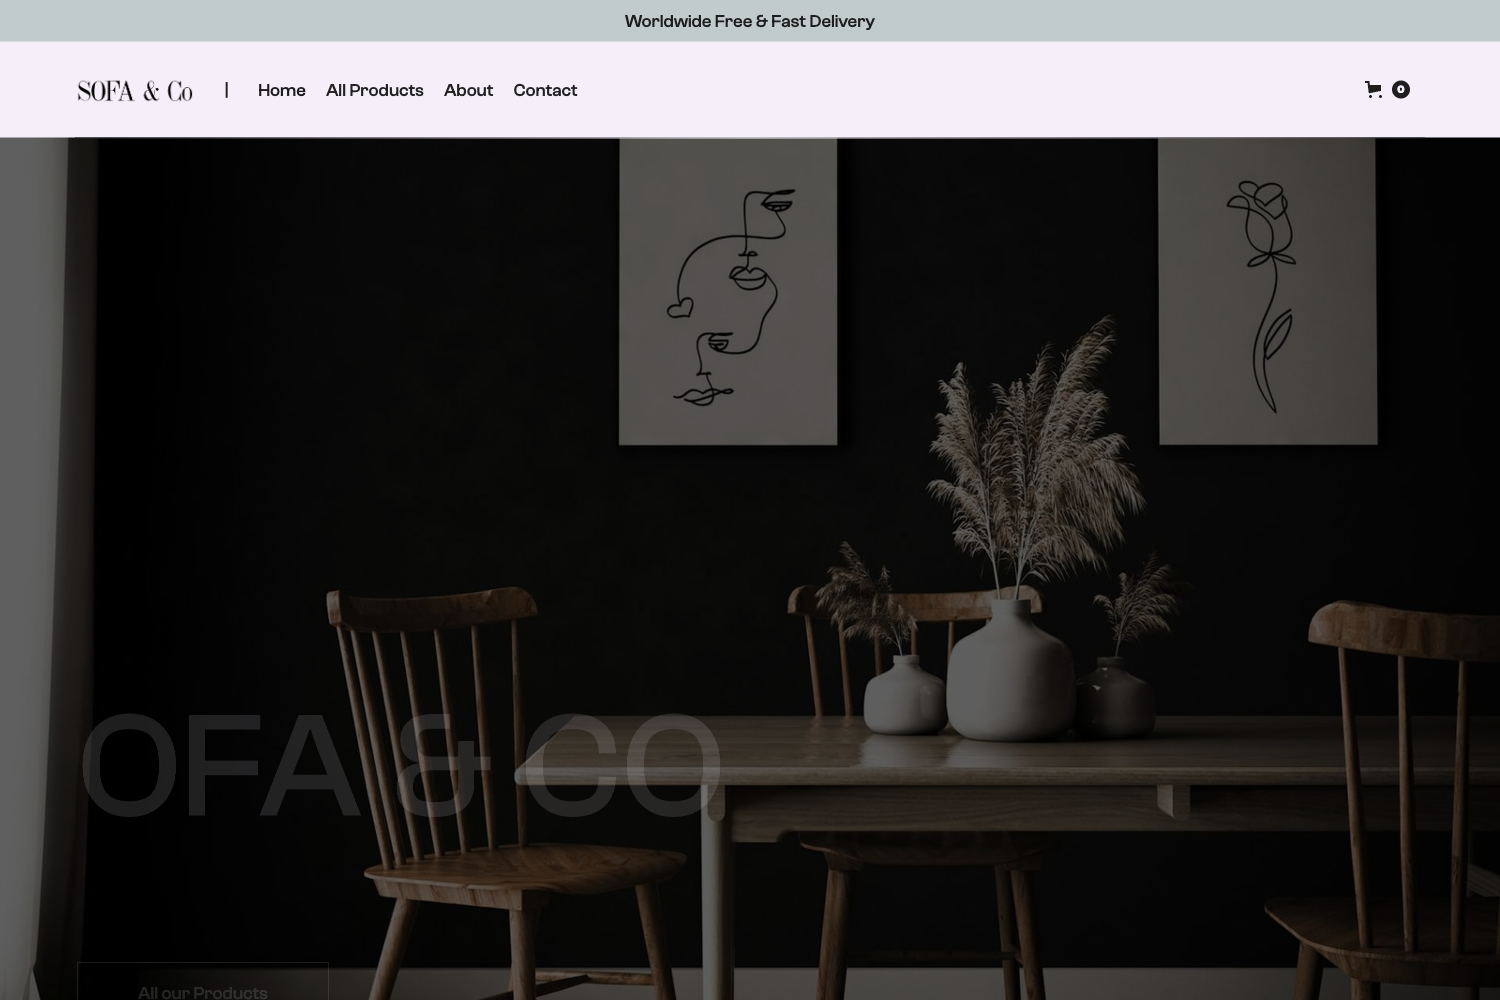 Worldwide Free & Fast Delivery
SOFA & Co | Home All Products About Contact 0
OFA & CO
All our Products